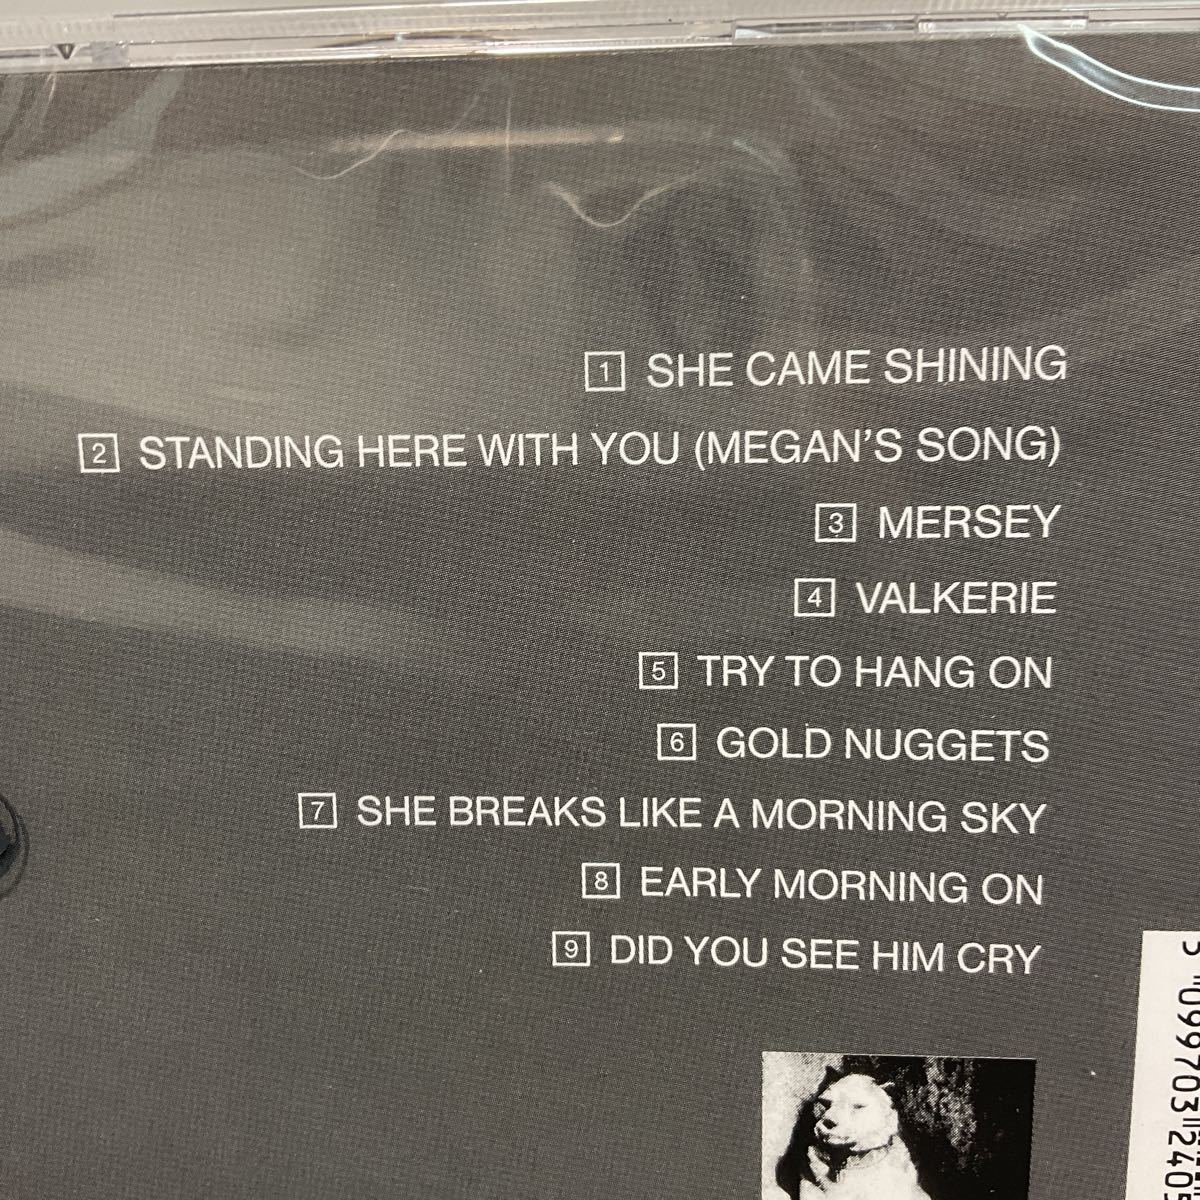 1 SHE CAME SHINING
2 STANDING HERE WITH YOU (MEGAN'S SONG)
3 MERSEY
4 VALKERIE
5 TRY TO HANG ON
6 GOLD NUGGETS
7 SHE BREAKS LIKE A MORNING SKY
8 EARLY MORNING ON
9 DID YOU SEE HIM CRY
099703 240